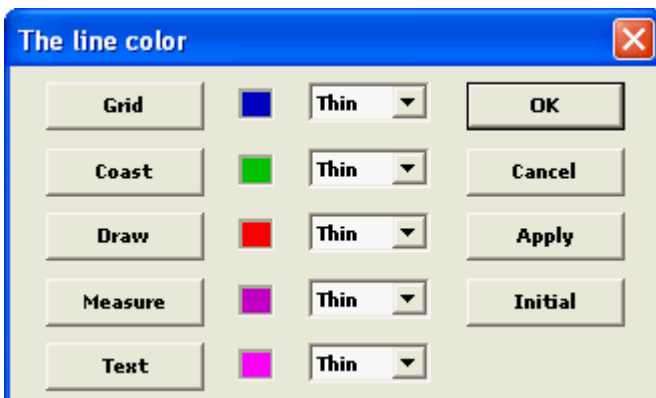 The line color
Grid Thin OK
Coast Thin Cancel
Draw Thin Apply
Measure Thin Initial
Text Thin